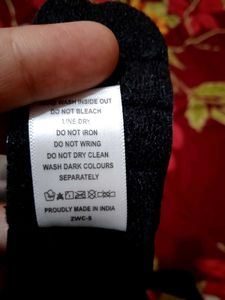 WASH INSIDE OUT
DO NOT BLEACH
LINE DRY
DO NOT IRON
DO NOT WRING
DO NOT DRY CLEAN
WASH DARK COLOURS
SEPARATELY
PROUDLY MADE IN INDIA
ZWC-S